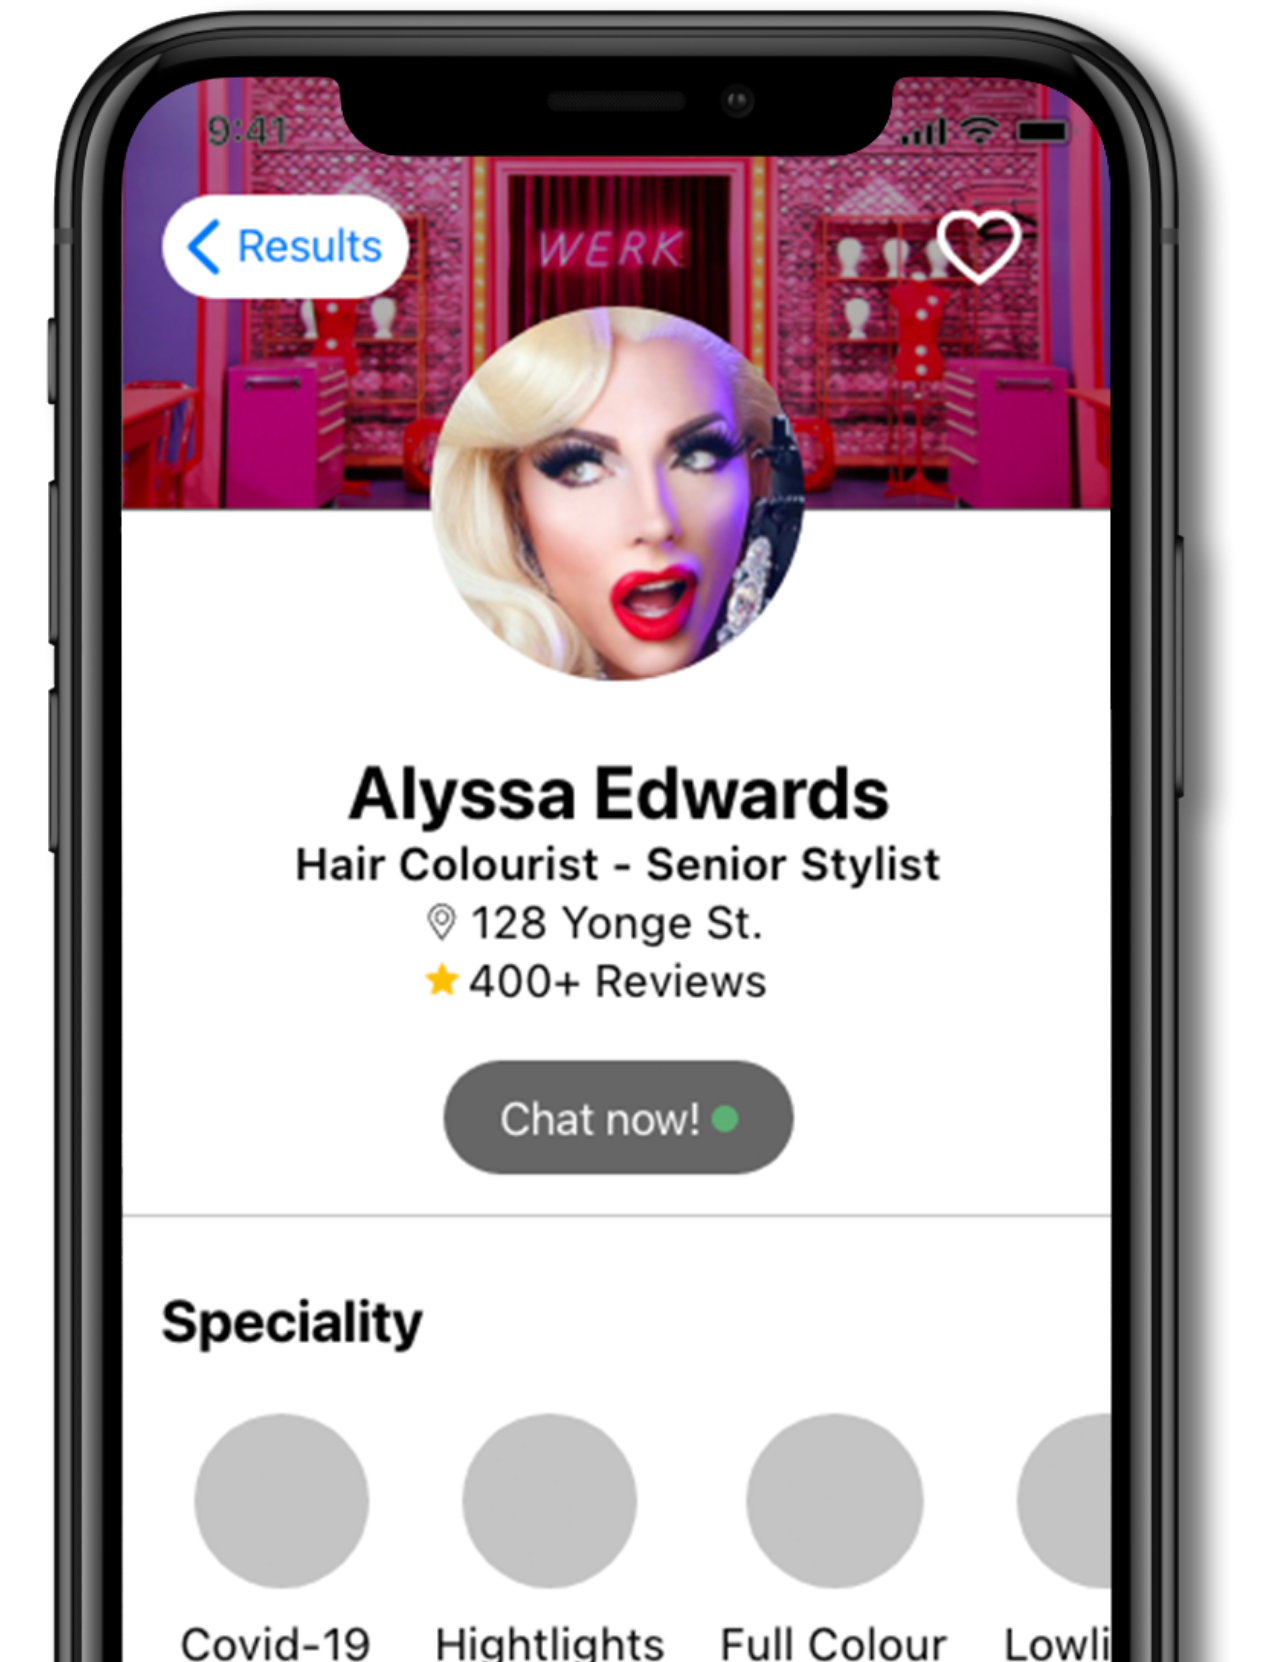 9:41
Results
WERK
Alyssa Edwards
Hair Colourist - Senior Stylist
128 Yonge St.
400+ Reviews
Chat now!
Speciality
Covid-19 Hightlights Full Colour Lowli